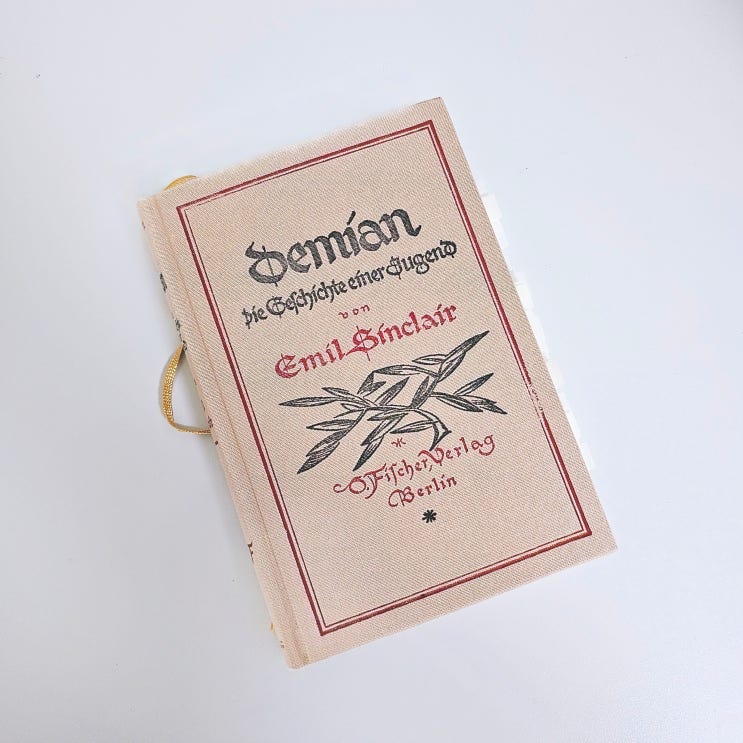 Demian
Die Geschichte einer Jugend
von
Emil Sinclair
S. Fischer, Verlag
Berlin
*